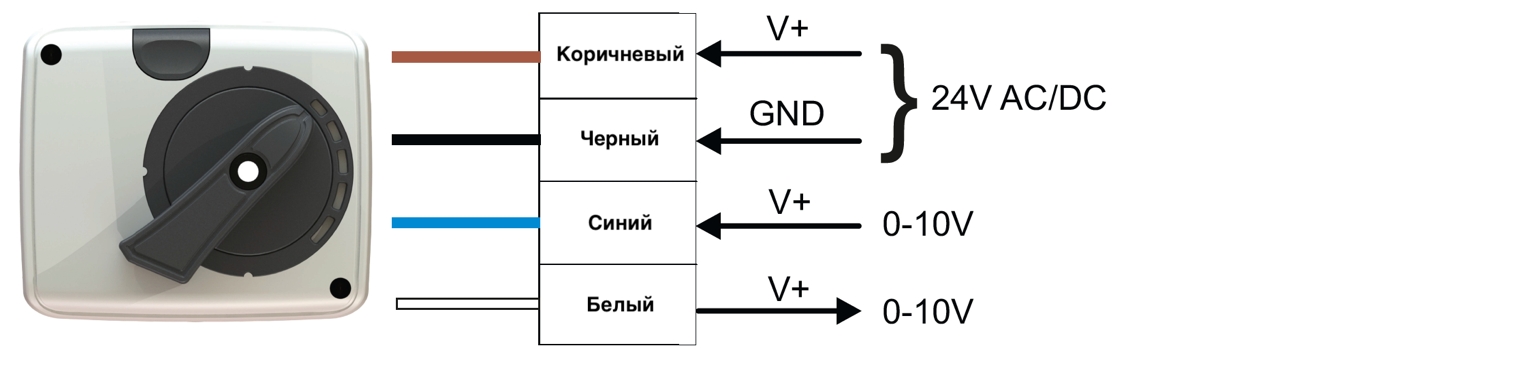 Коричневый
V+
24V AC/DC
Черный
GND
Синий
V+
0-10V
Белый
V+
0-10V